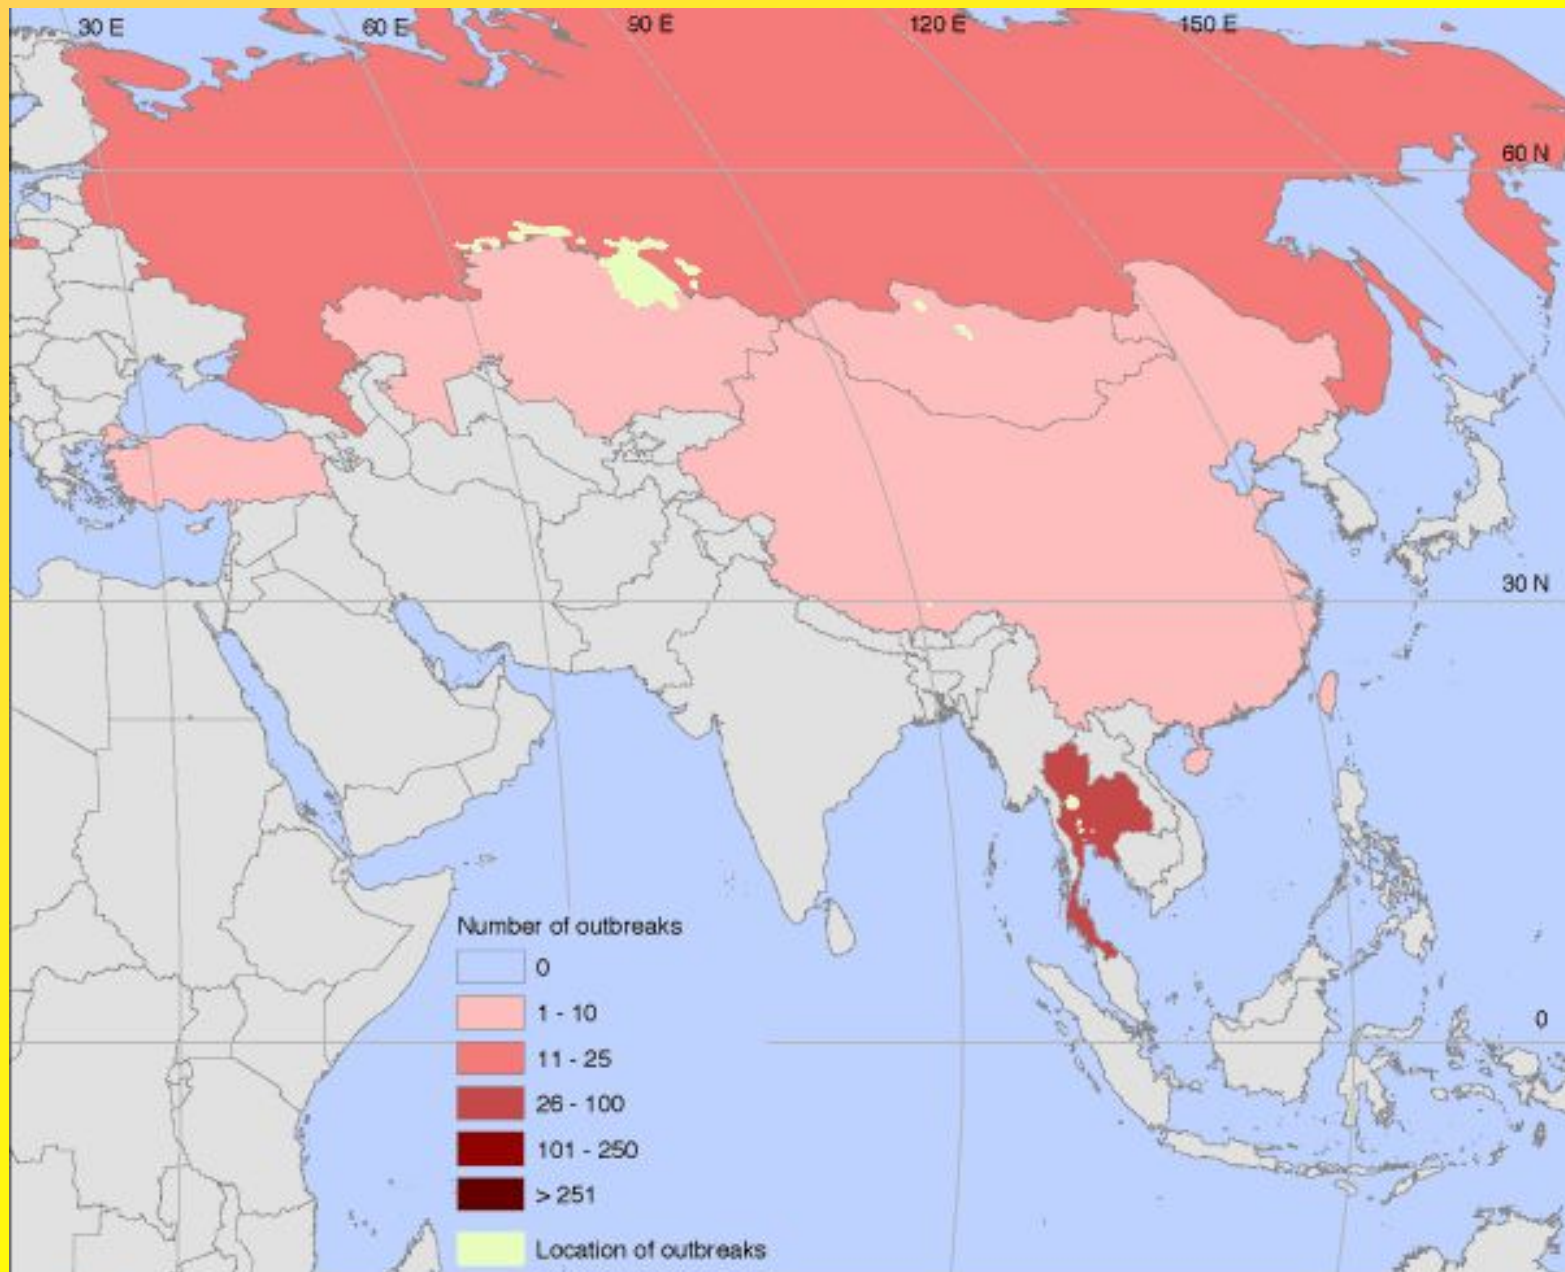 30 E
60 E
90 E
120 E
150 E
60 N
30 N
0
Number of outbreaks
0
1 - 10
11 - 25
26 - 100
101 - 250
> 251
Location of outbreaks